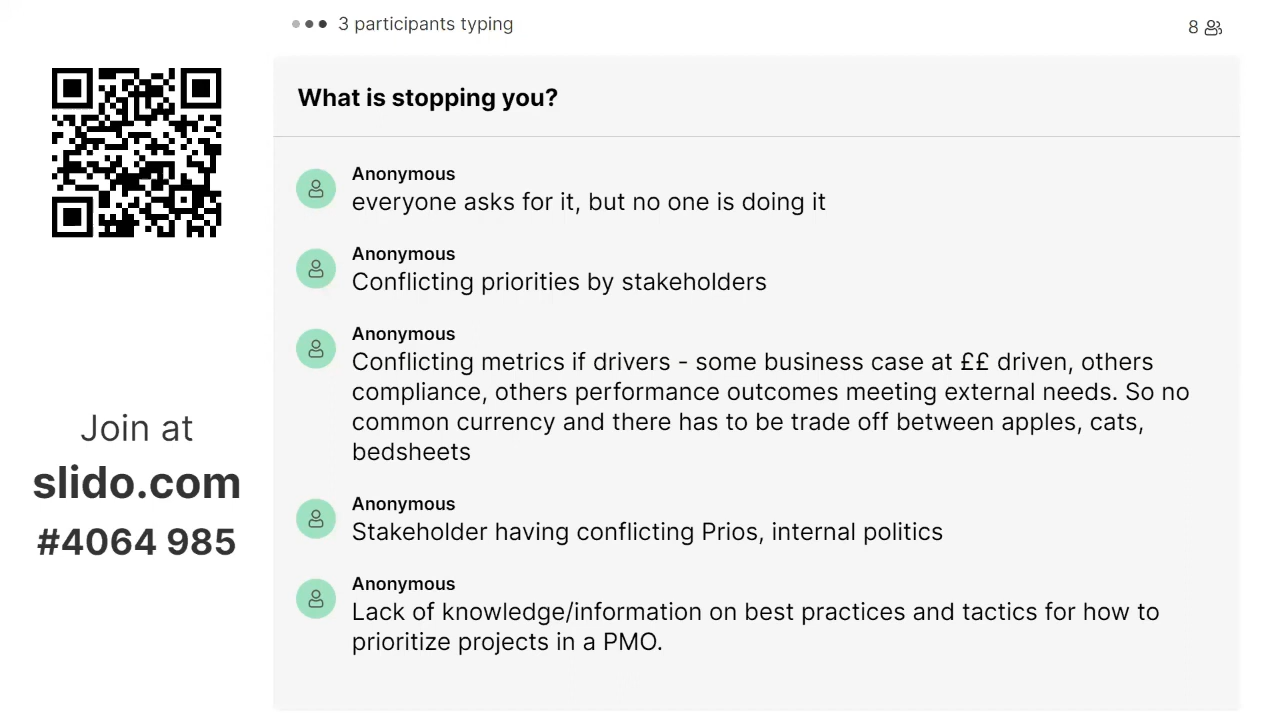 3 participants typing
8
What is stopping you?
Anonymous
everyone asks for it, but no one is doing it
Anonymous
Conflicting priorities by stakeholders
Anonymous
Conflicting metrics if drivers - some business case at ££ driven, others
compliance, others performance outcomes meeting external needs. So no
common currency and there has to be trade off between apples, cats,
bedsheets
Anonymous
Stakeholder having conflicting Prios, internal politics
Anonymous
Lack of knowledge/information on best practices and tactics for how to
prioritize projects in a PMO.
Join at
slido.com
#4064 985